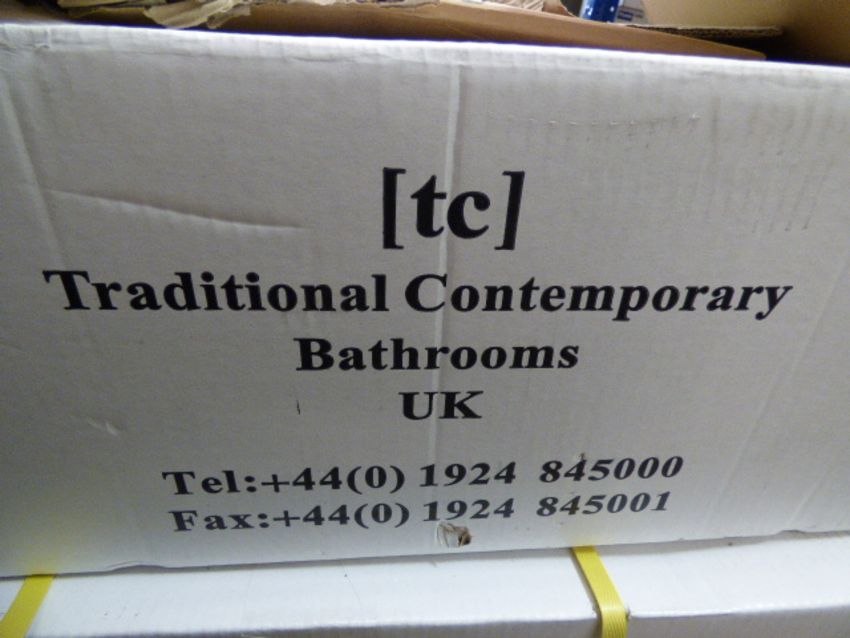 [tc]
Traditional Contemporary
Bathrooms
UK
Tel:+44(0) 1924 845000
Fax:+44(0) 1924 845001